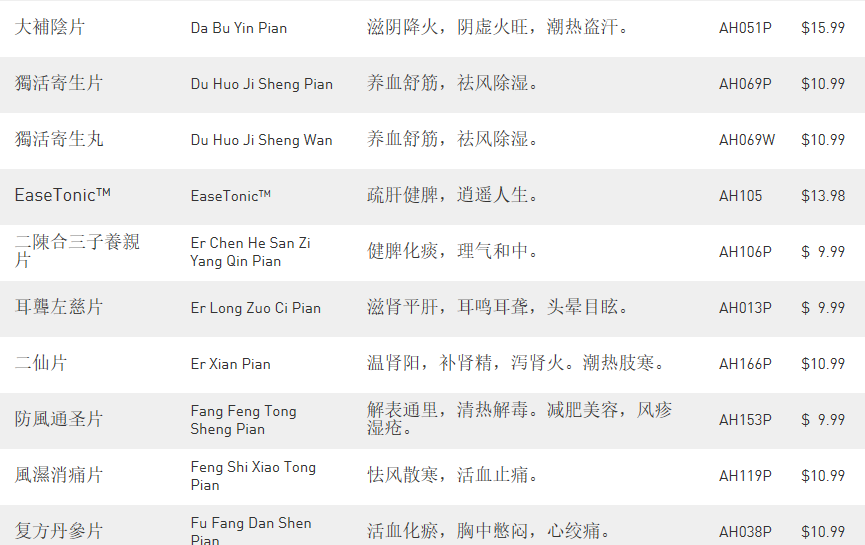 大補陰片 Da Bu Yin Pian 滋阴降火，阴虚火旺，潮热盗汗。 AH051P $15.99
獨活寄生片 Du Huo Ji Sheng Pian 养血舒筋，祛风除湿。 AH069P $10.99
獨活寄生丸 Du Huo Ji Sheng Wan 养血舒筋，祛风除湿。 AH069W $10.99
EaseTonic™ EaseTonic™ 疏肝健脾，逍遥人生。 AH105 $13.98
二陳合三子養親
片
Er Chen He San Zi
Yang Qin Pian
健脾化痰，理气和中。 AH106P $ 9.99
耳聾左慈片 Er Long Zuo Ci Pian 滋肾平肝，耳鸣耳聋，头晕目眩。 AH013P $ 9.99
二仙片 Er Xian Pian 温肾阳，补肾精，泻肾火。潮热肢寒。 AH166P $10.99
防風通圣片
Fang Feng Tong
Sheng Pian
解表通里，清热解毒。减肥美容，风疹
湿疮。
AH153P $ 9.99
風濕消痛片
Feng Shi Xiao Tong
Pian
怯风散寒，活血止痛。 AH119P $10.99
复方丹參片
Fu Fang Dan Shen
Pian
活血化瘀，胸中憋闷，心绞痛。 AH038P $10.99